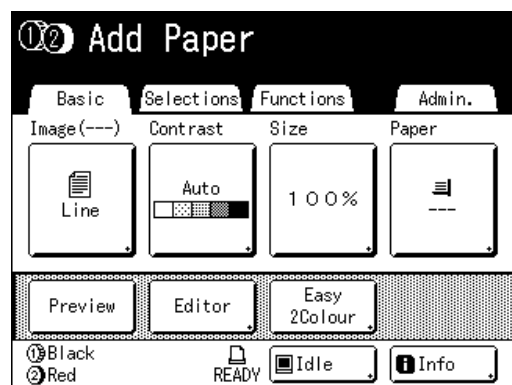 ①② Add Paper
Basic Selections Functions Admin.
Image(---) Contrast Size Paper
Line
Auto
100%
---
Preview
Editor
Easy
2Colour
①Black
②Red
READY
Idle
Info